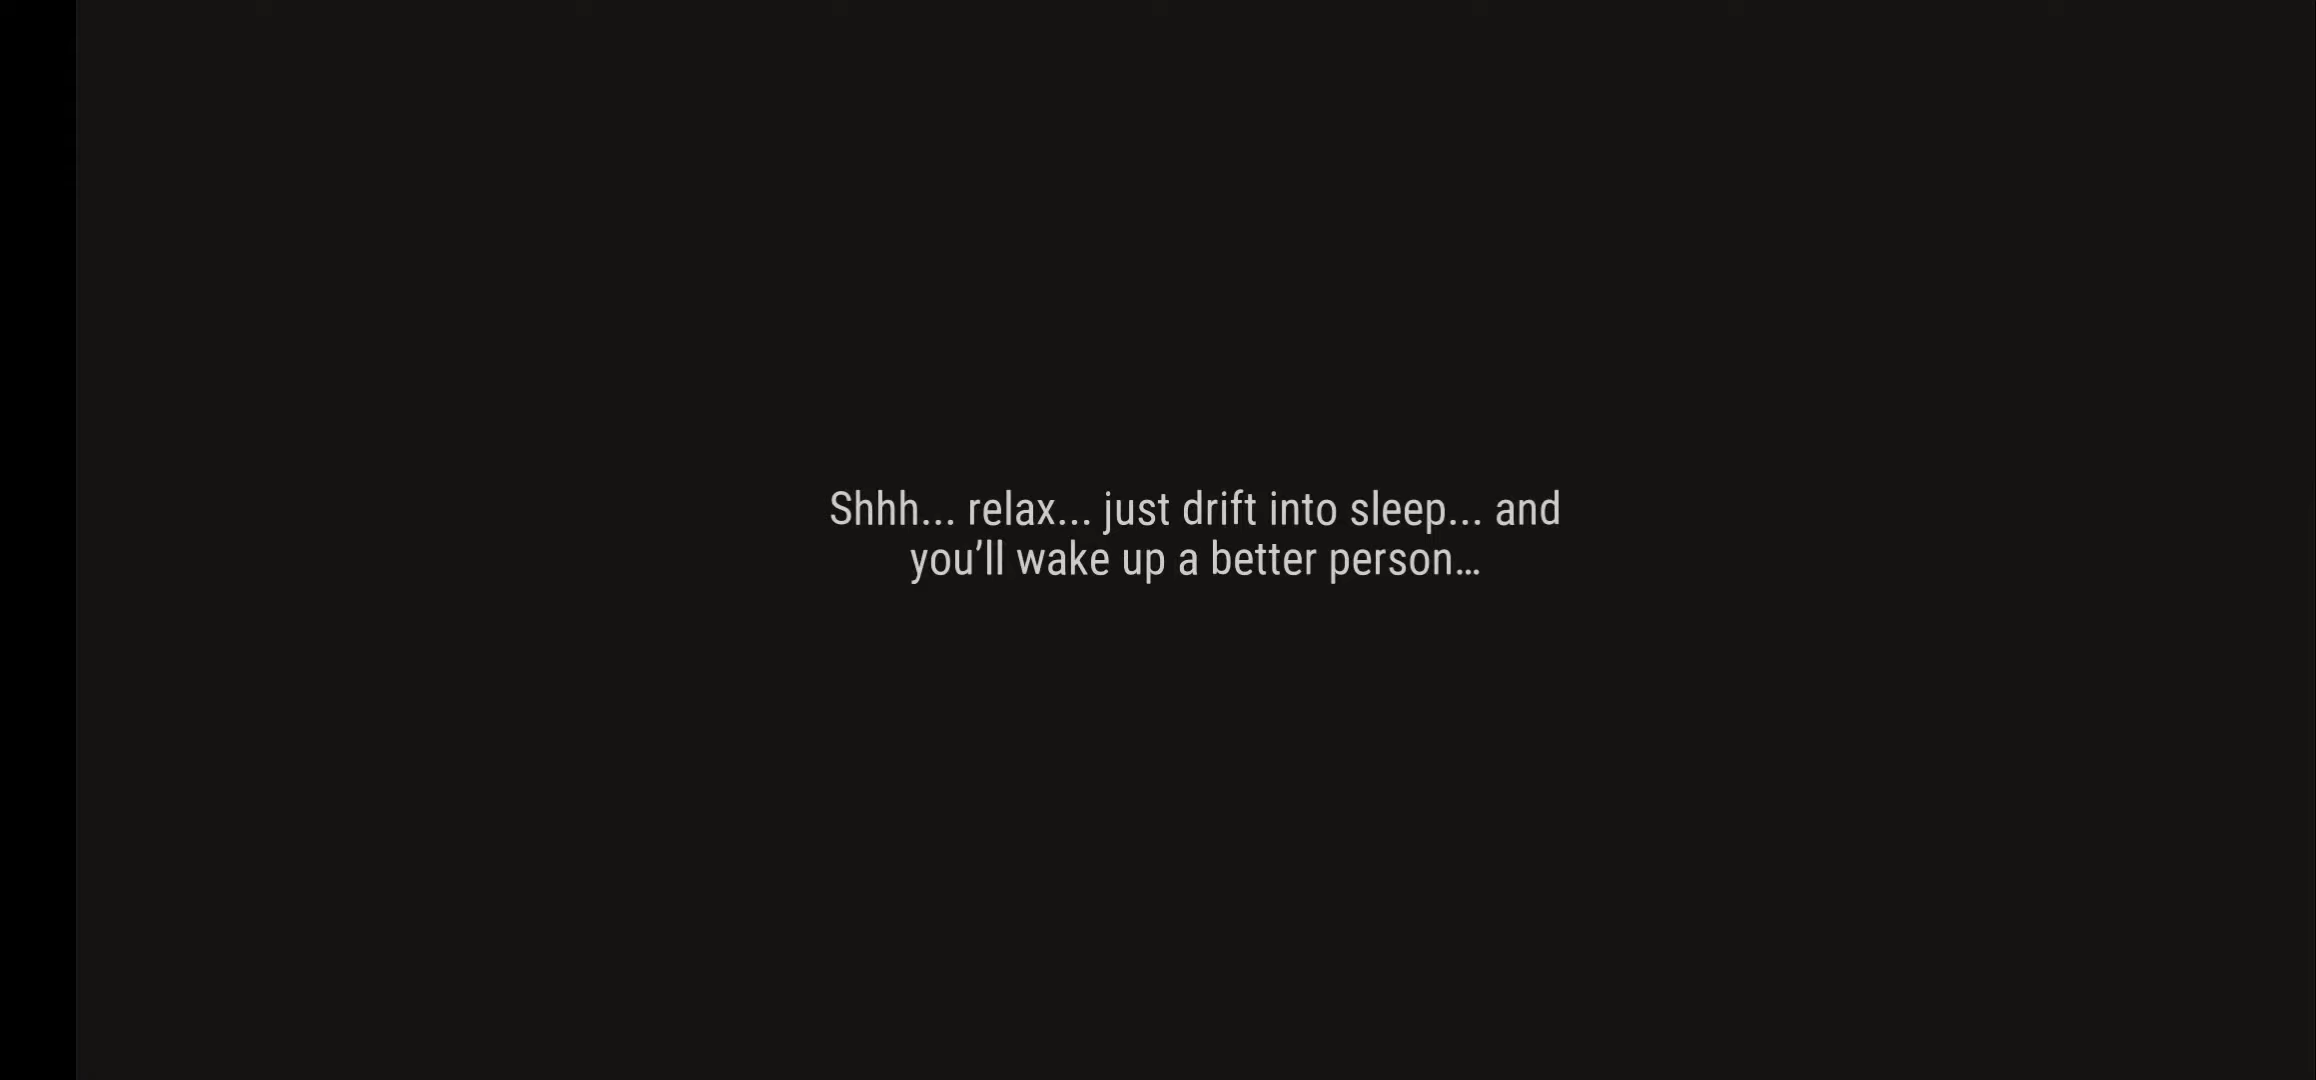 Shhh... relax... just drift into sleep... and
you’ll wake up a better person…